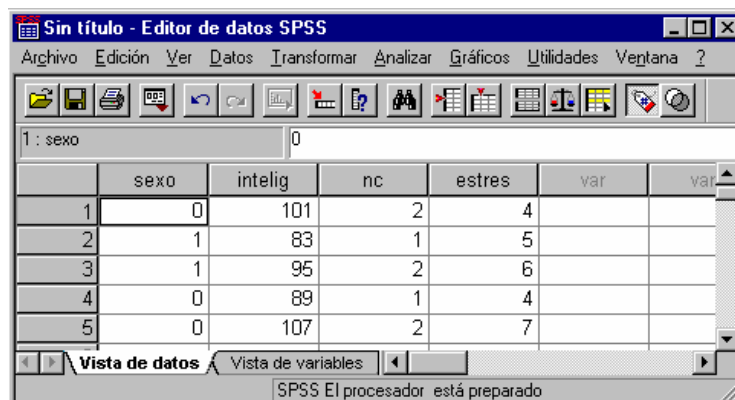 Sin título - Editor de datos SPSS
Archivo Edición Ver Datos Transformar Analizar Gráficos Utilidades Ventana ?
1 : sexo 0
sexo intelig nc estres var var
1 0 101 2 4
2 1 83 1 5
3 1 95 2 6
4 0 89 1 4
5 0 107 2 7
Vista de datos Vista de variables
SPSS El procesador está preparado